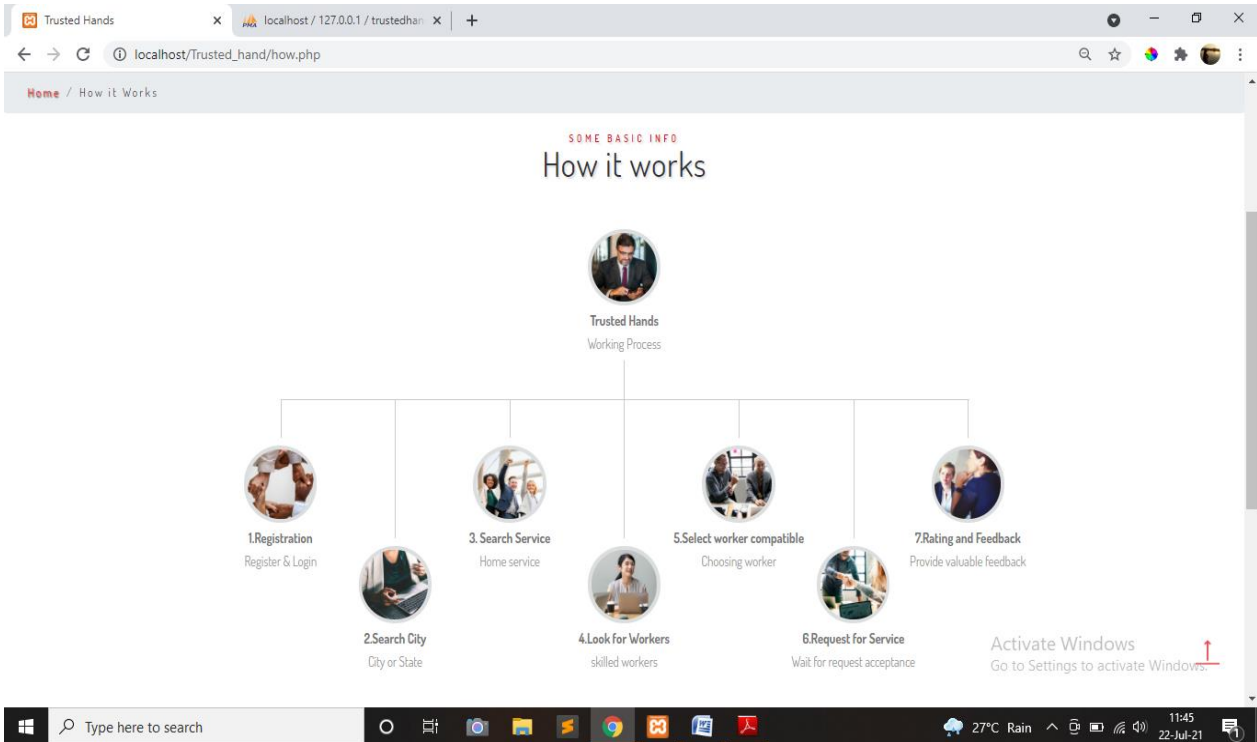 Trusted Hands
localhost / 127.0.0.1 / trustedhan
localhost/Trusted_hand/how.php
Home / How it Works
SOME BASIC INFO
How it works
Trusted Hands
Working Process
1.Registration
Register & Login
2.Search City
City or State
3. Search Service
Home service
4.Look for Workers
skilled workers
5.Select worker compatible
Choosing worker
6.Request for Service
Wait for request acceptance
7.Rating and Feedback
Provide valuable feedback
Activate Windows
Go to Settings to activate Windows.
Type here to search
27°C Rain
11:45
22-Jul-21
1